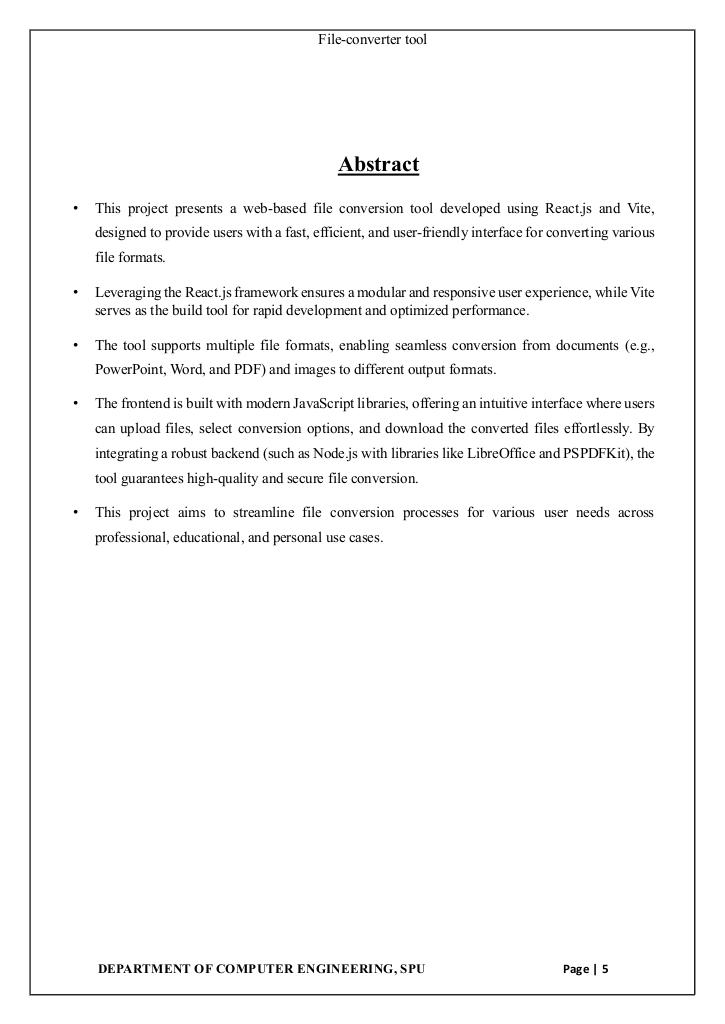 File-converter tool
Abstract
• This project presents a web-based file conversion tool developed using React.js and Vite,
designed to provide users with a fast, efficient, and user-friendly interface for converting various
file formats.
• Leveraging the React.js framework ensures a modular and responsive user experience, while Vite
serves as the build tool for rapid development and optimized performance.
• The tool supports multiple file formats, enabling seamless conversion from documents (e.g.,
PowerPoint, Word, and PDF) and images to different output formats.
• The frontend is built with modern JavaScript libraries, offering an intuitive interface where users
can upload files, select conversion options, and download the converted files effortlessly. By
integrating a robust backend (such as Node.js with libraries like LibreOffice and PSPDFKit), the
tool guarantees high-quality and secure file conversion.
• This project aims to streamline file conversion processes for various user needs across
professional, educational, and personal use cases.
DEPARTMENT OF COMPUTER ENGINEERING, SPU Page | 5